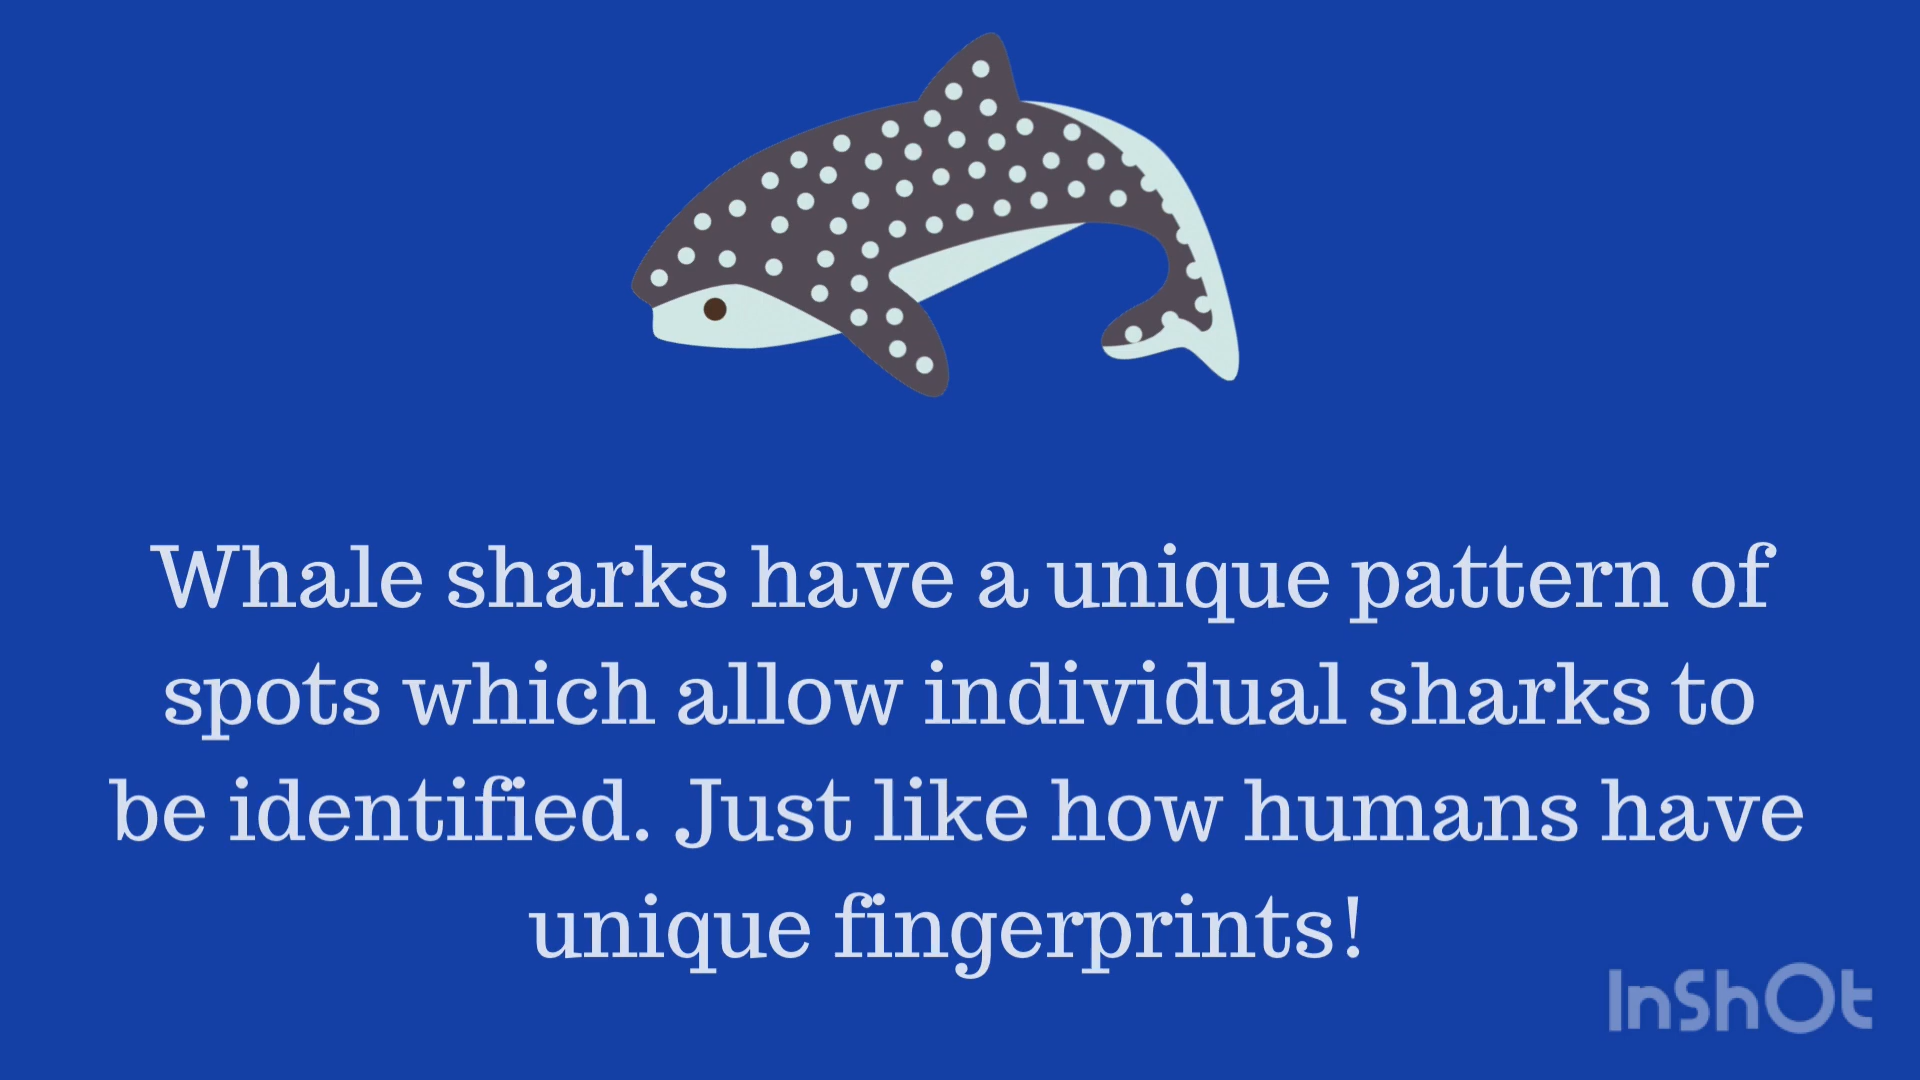 Whale sharks have a unique pattern of
spots which allow individual sharks to
be identified. Just like how humans have
unique fingerprints!
InShOt